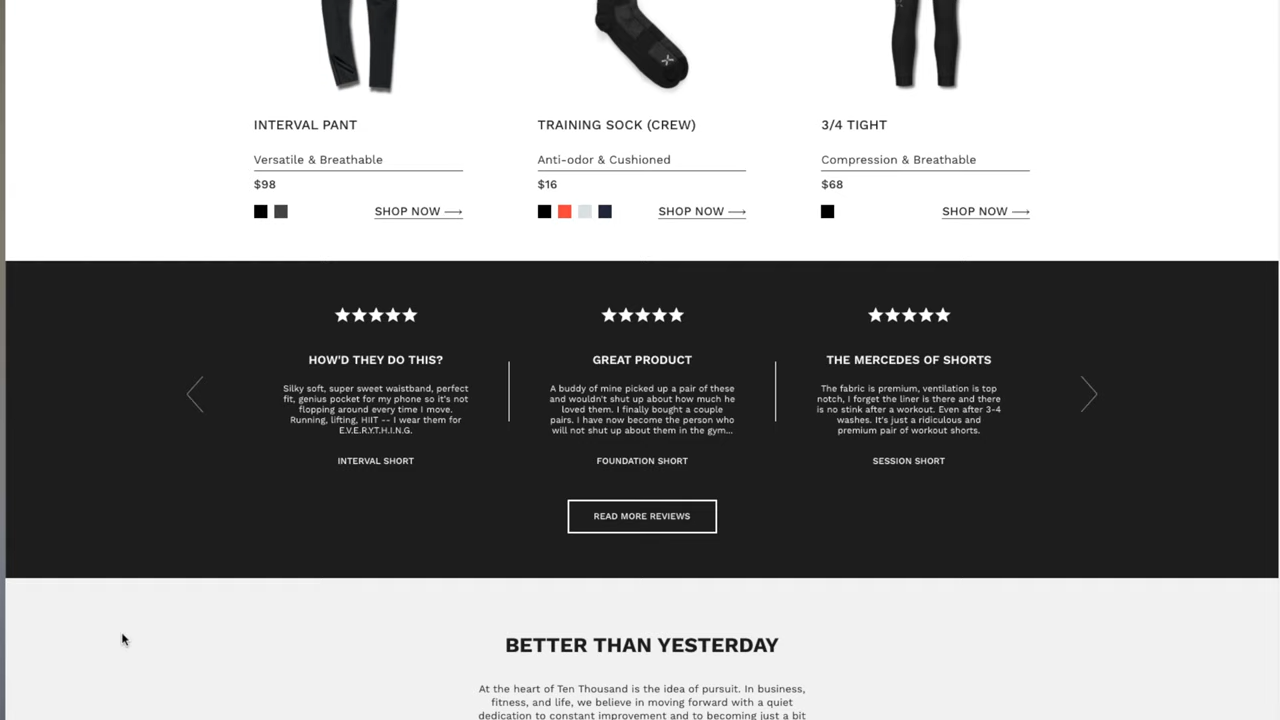 INTERVAL PANT
Versatile & Breathable
$98
SHOP NOW
TRAINING SOCK (CREW)
Anti-odor & Cushioned
$16
SHOP NOW
3/4 TIGHT
Compression & Breathable
$68
SHOP NOW
HOW'D THEY DO THIS?
Silky soft, super sweet waistband, perfect
fit, genius pocket for my phone so it's not
flopping around every time I move.
Running, lifting, HIIT -- I wear them for
E.V.E.R.Y.T.H.I.N.G.
INTERVAL SHORT
GREAT PRODUCT
A buddy of mine picked up a pair of these
and wouldn't shut up about how much he
loved them. I finally bought a couple
pairs. I have now become the person who
will not shut up about them in the gym...
FOUNDATION SHORT
THE MERCEDES OF SHORTS
The fabric is premium, ventilation is top
notch, I forget the liner is there and there
is no stink after a workout. Even after 3-4
washes. It's just a ridiculous and
premium pair of workout shorts.
SESSION SHORT
READ MORE REVIEWS
BETTER THAN YESTERDAY
At the heart of Ten Thousand is the idea of pursuit. In business,
fitness, and life, we believe in moving forward with a quiet
dedication to constant improvement and to becoming just a bit